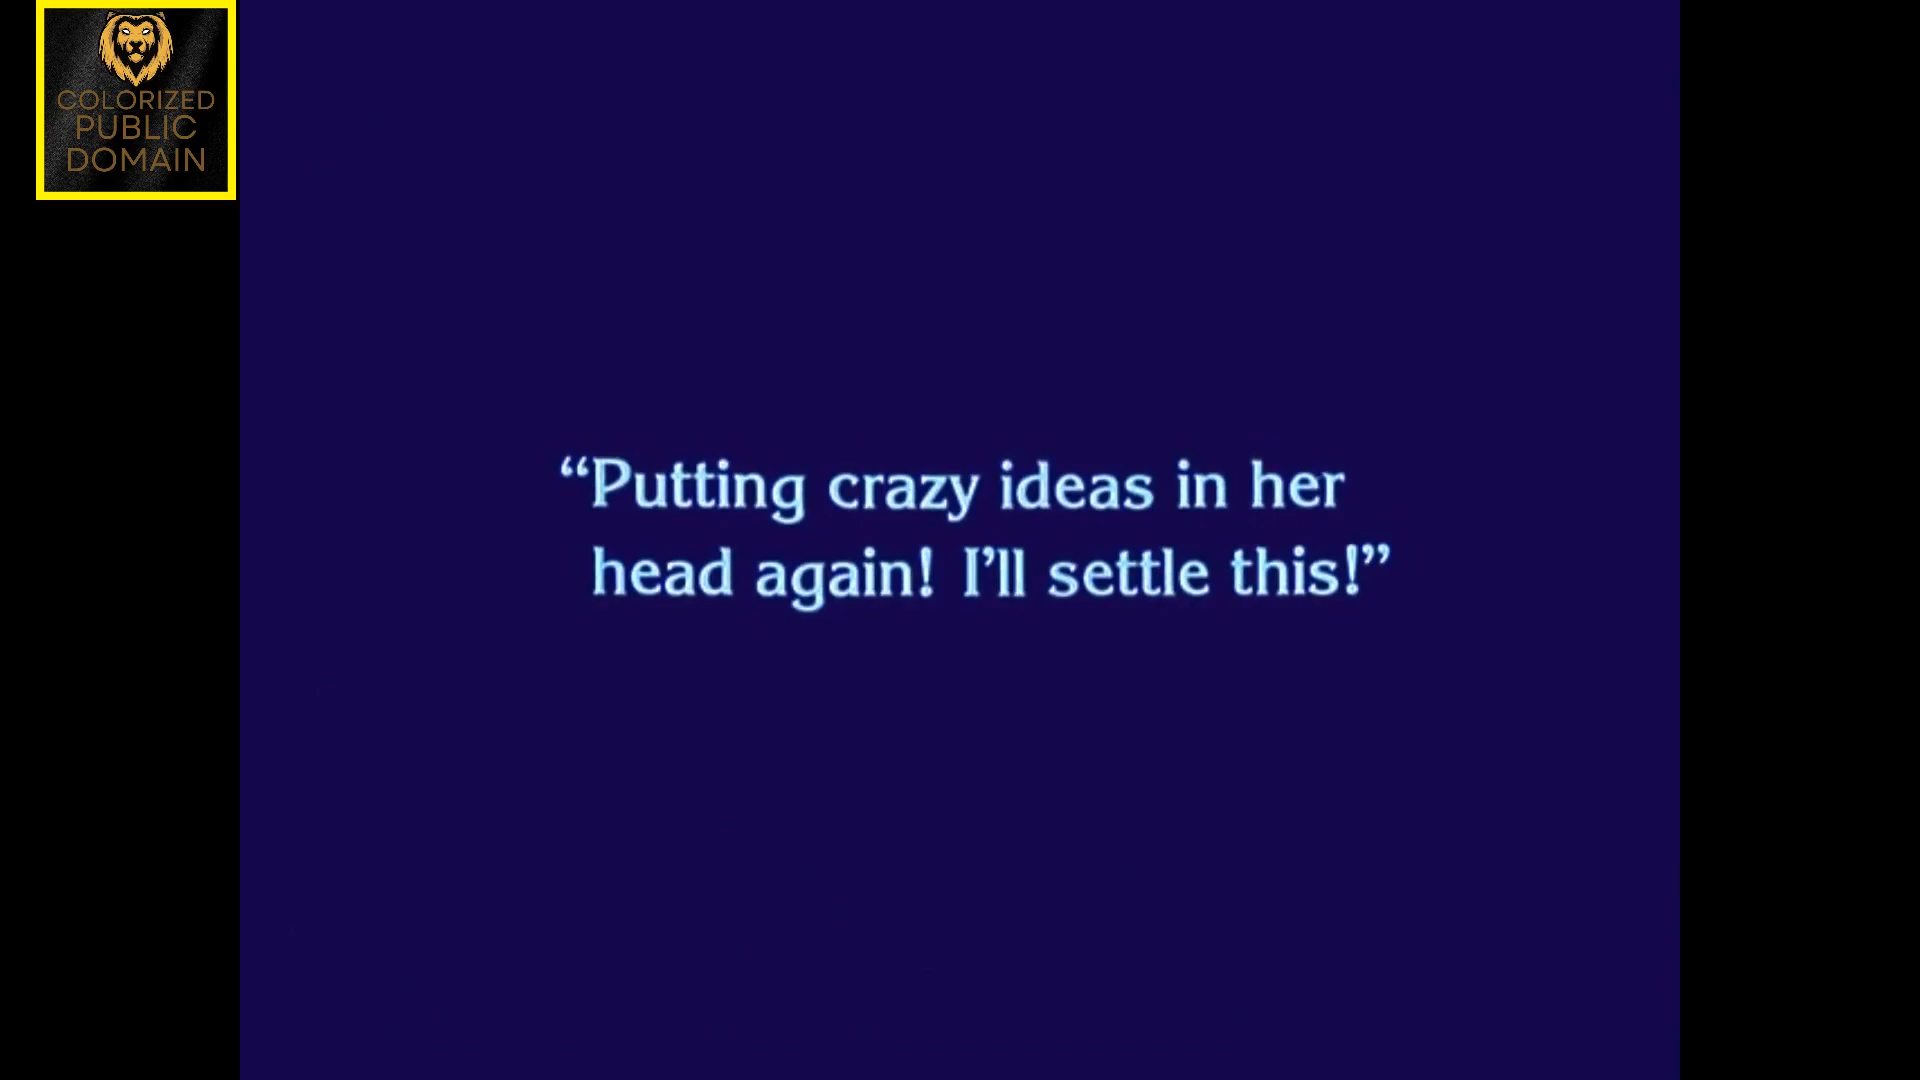 COLORIZED
PUBLIC
DOMAIN
“Putting crazy ideas in her
head again! I’ll settle this!”